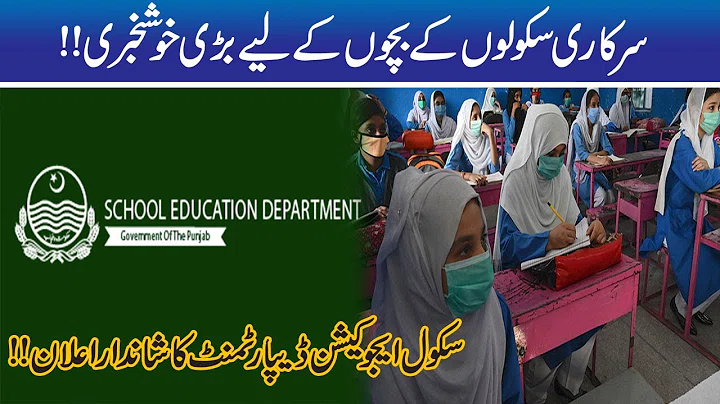 سرکاری سکولوں کے بچوں کے لیے بڑی خوشخبری!!
SCHOOL EDUCATION DEPARTMENT
Government Of The Punjab
سکول ایجوکیشن ڈیپارٹمنٹ کا شاندار اعلان!!